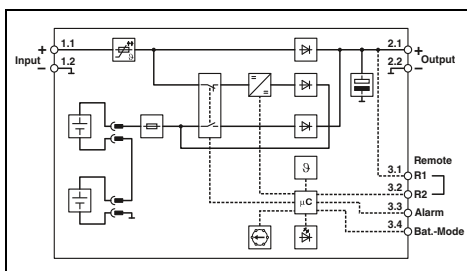 + 1.1
Input
− 1.2
ϑ
2.1 +
Output
2.2 −
Remote
3.1 R1
3.2 R2
3.3 Alarm
3.4 Bat.-Mode
ϑ
µC